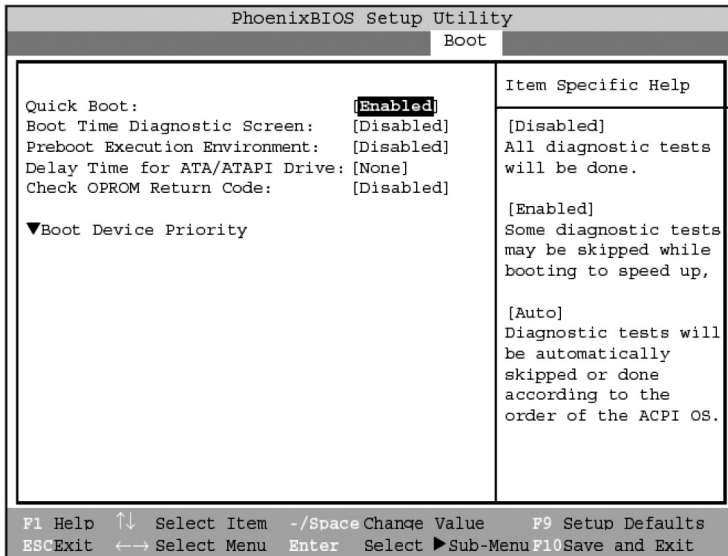 PhoenixBIOS Setup Utility
Boot
Quick Boot: [Enabled]
Boot Time Diagnostic Screen: [Disabled]
Preboot Execution Environment: [Disabled]
Delay Time for ATA/ATAPI Drive: [None]
Check OPROM Return Code: [Disabled]
▼Boot Device Priority
Item Specific Help
[Disabled]
All diagnostic tests
will be done.
[Enabled]
Some diagnostic tests
may be skipped while
booting to speed up,
[Auto]
Diagnostic tests will
be automatically
skipped or done
according to the
order of the ACPI OS.
F1 Help ↑↓ Select Item -/Space Change Value F9 Setup Defaults
ESC Exit ←→ Select Menu Enter Select ▶Sub-Menu F10 Save and Exit